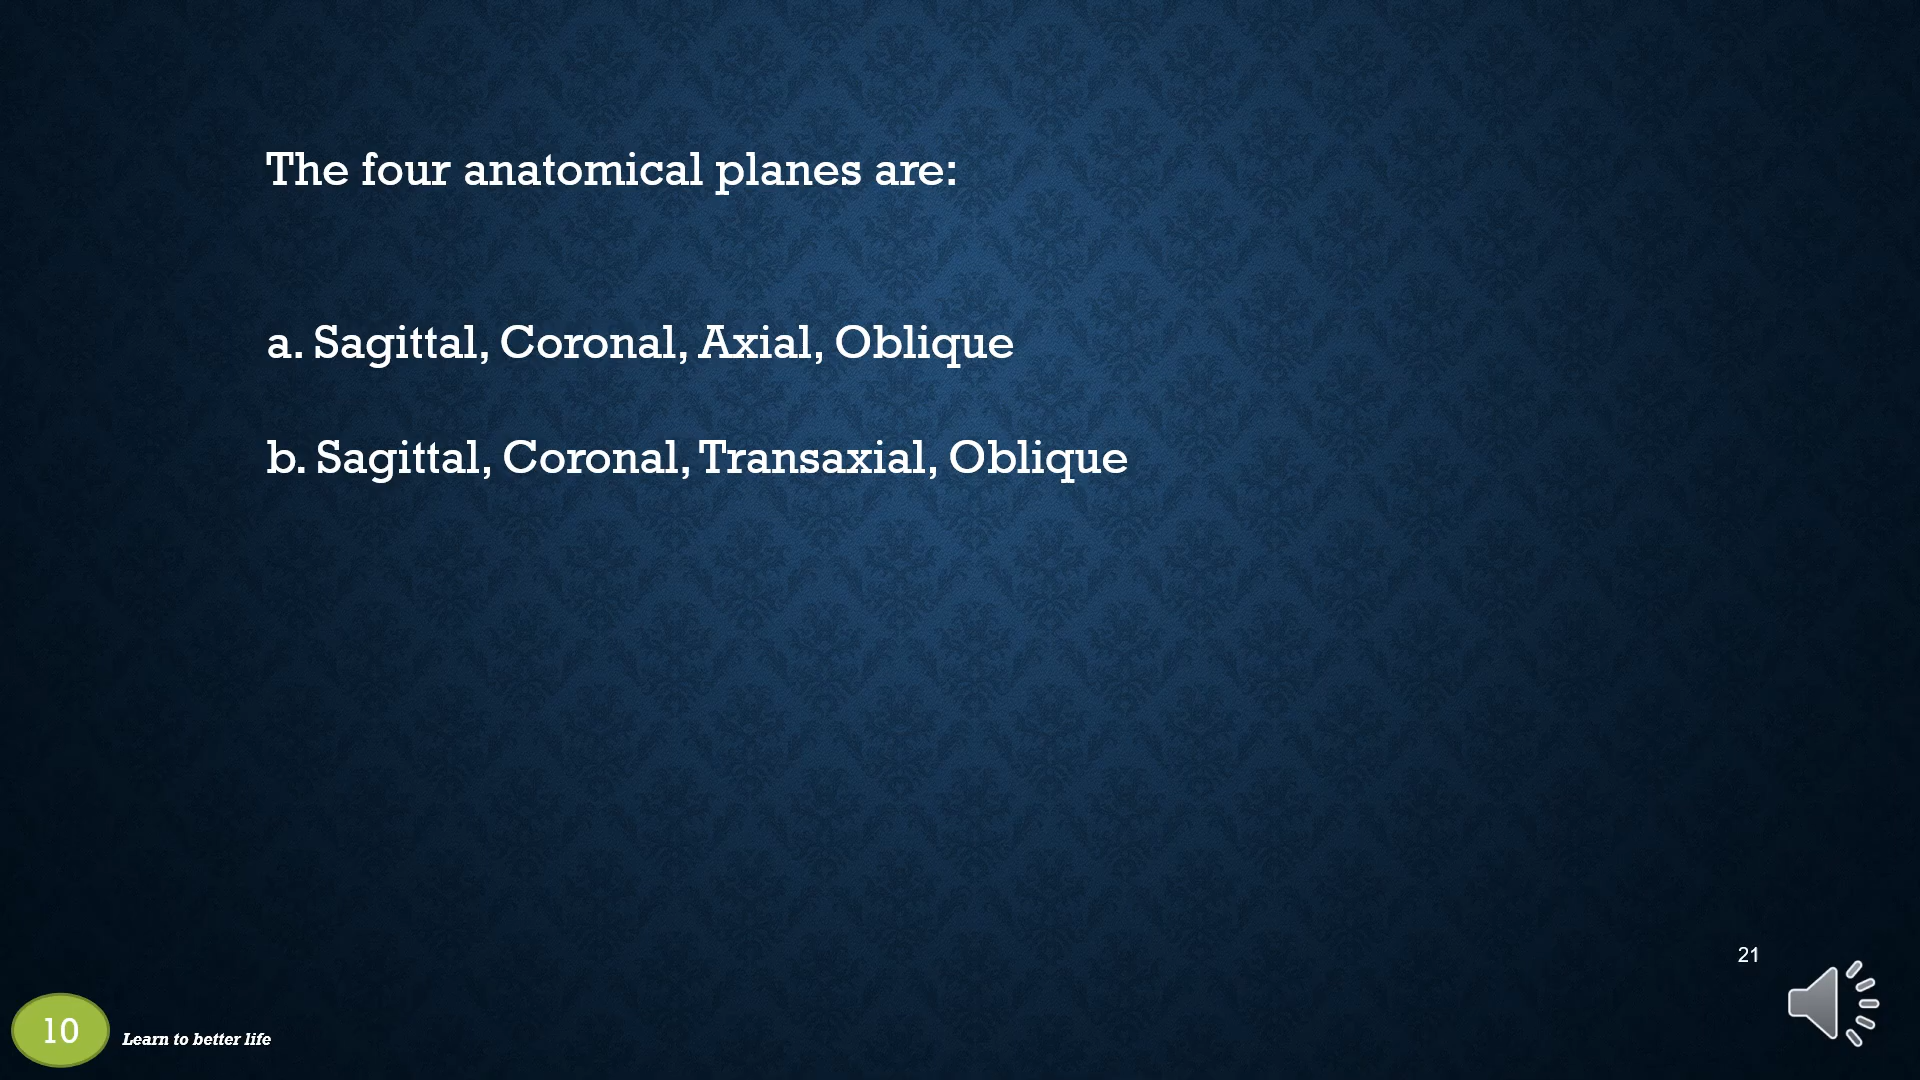 The four anatomical planes are:
a. Sagittal, Coronal, Axial, Oblique
b. Sagittal, Coronal, Transaxial, Oblique
21
10
Learn to better life